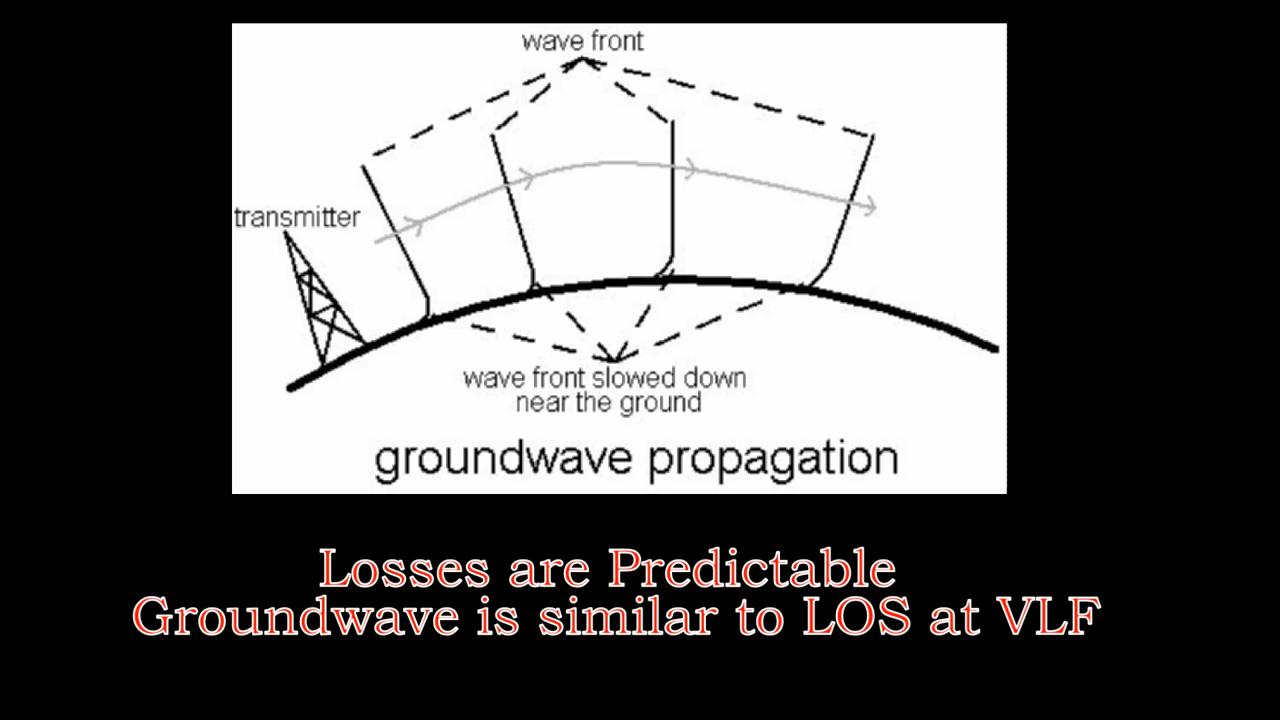 wave front
transmitter
wave front slowed down
near the ground
groundwave propagation
Losses are Predictable
Groundwave is similar to LOS at VLF